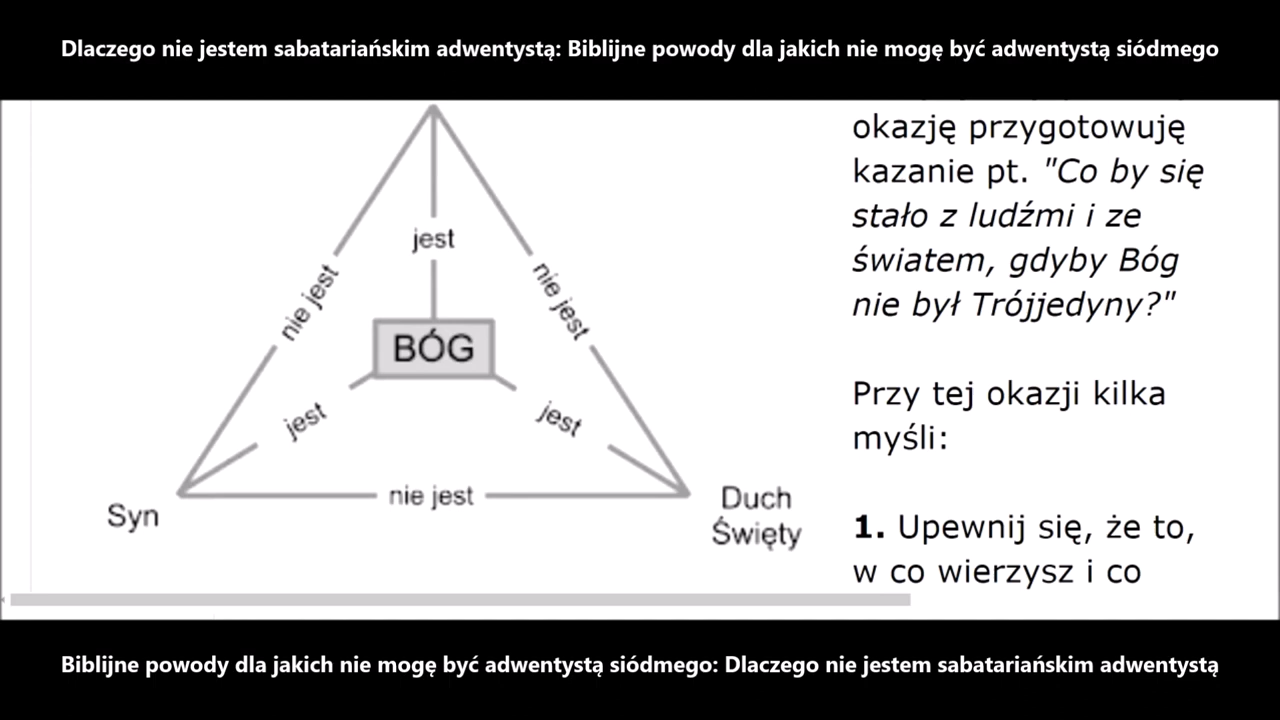 Dlaczego nie jestem sabatariańskim adwentystą: Biblijne powody dla jakich nie mogę być adwentystą siódmego
jest
nie jest
nie jest
BÓG
jest
jest
nie jest
Syn
Duch
Święty
okazję przygotowuję
kazanie pt. "Co by się
stało z ludźmi i ze
światem, gdyby Bóg
nie był Trójjedyny?"
Przy tej okazji kilka
myśli:
1. Upewnij się, że to,
w co wierzysz i co
Biblijne powody dla jakich nie mogę być adwentystą siódmego: Dlaczego nie jestem sabatariańskim adwentystą